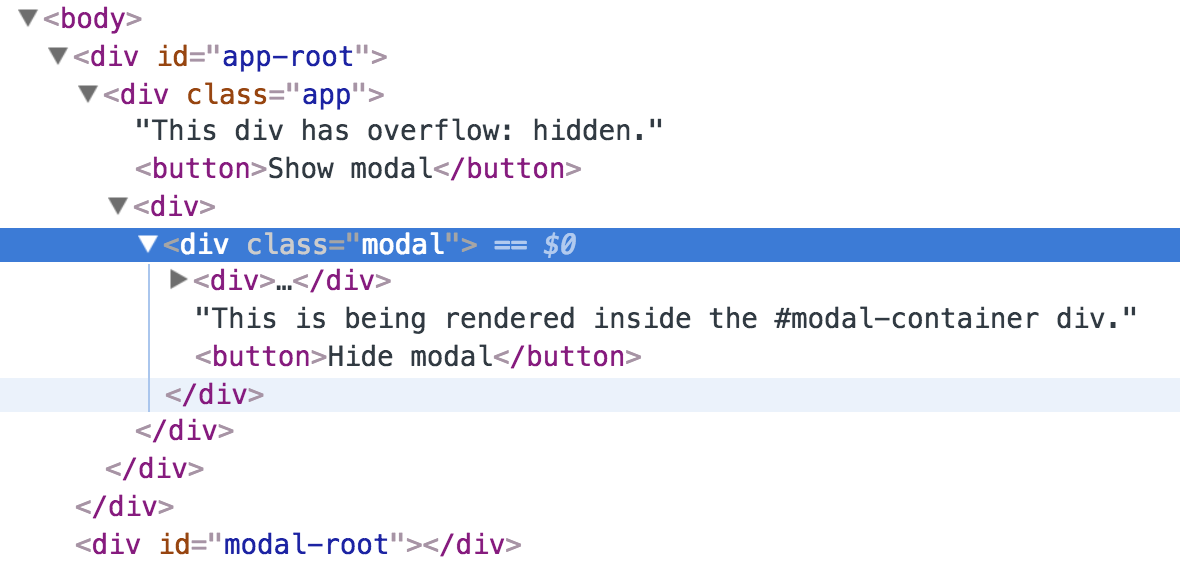 <body>
<div id="app-root">
<div class="app">
"This div has overflow: hidden."
<button>Show modal</button>
<div>
<div class="modal"> == $0
<div>…</div>
"This is being rendered inside the #modal-container div."
<button>Hide modal</button>
</div>
</div>
</div>
</div>
<div id="modal-root"></div>